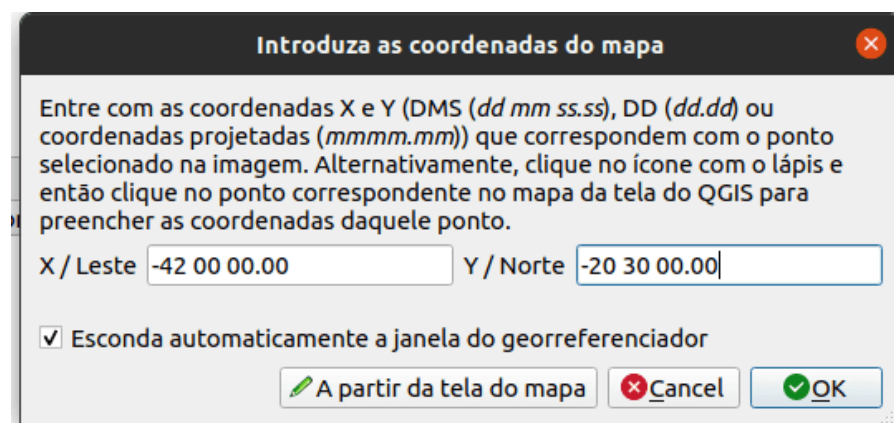 Introduza as coordenadas do mapa
Entre com as coordenadas X e Y (DMS (dd mm ss.ss), DD (dd.dd) ou
coordenadas projetadas (mmmm.mm)) que correspondem com o ponto
selecionado na imagem. Alternativamente, clique no ícone com o lápis e
então clique no ponto correspondente no mapa da tela do QGIS para
preencher as coordenadas daquele ponto.
X / Leste -42 00 00.00 Y / Norte -20 30 00.00
Esconda automaticamente a janela do georreferenciador
A partir da tela do mapa Cancel OK